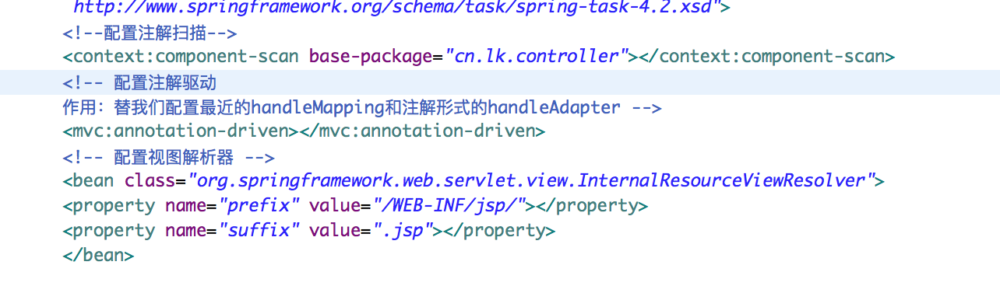 http://www.springframework.org/schema/task/spring-task-4.2.xsd">
<!--配置注解扫描-->
<context:component-scan base-package="cn.lk.controller"></context:component-scan>
<!-- 配置注解驱动
作用：替我们配置最近的handleMapping和注解形式的handleAdapter -->
<mvc:annotation-driven></mvc:annotation-driven>
<!-- 配置视图解析器 -->
<bean class="org.springframework.web.servlet.view.InternalResourceViewResolver">
<property name="prefix" value="/WEB-INF/jsp/"></property>
<property name="suffix" value=".jsp"></property>
</bean>